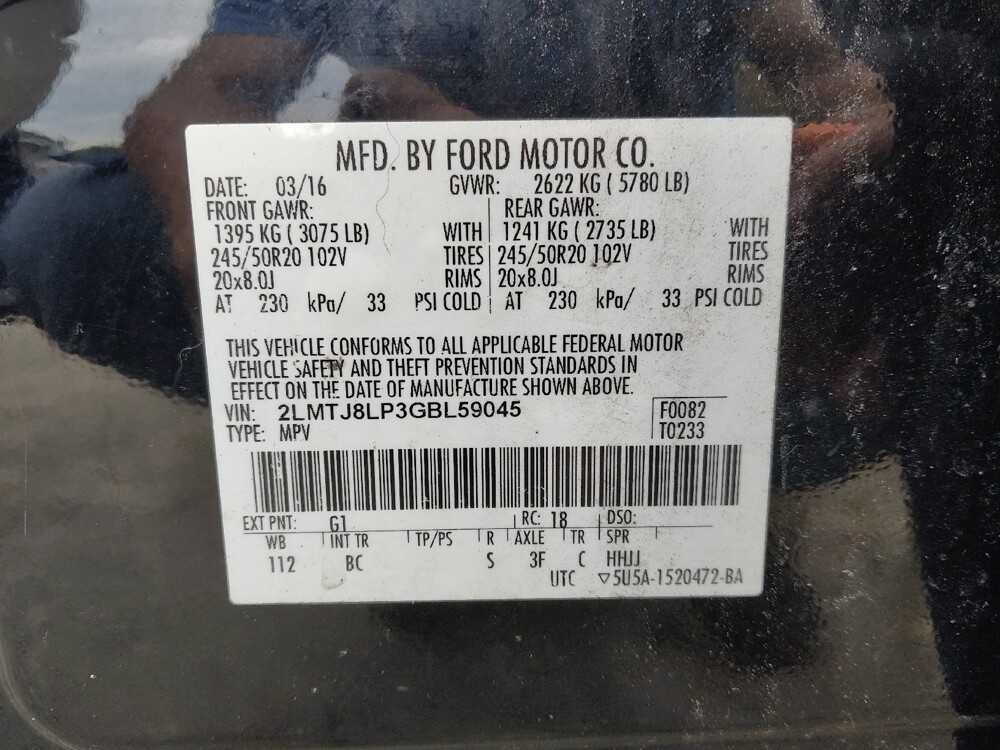 MFD. BY FORD MOTOR CO.
DATE: 03/16 GVWR: 2622 KG ( 5780 LB)
FRONT GAWR: REAR GAWR:
1395 KG ( 3075 LB) WITH 1241 KG ( 2735 LB) WITH
245/50R20 102V TIRES 245/50R20 102V TIRES
20x8.0J RIMS 20x8.0J RIMS
AT 230 kPa/ 33 PSI COLD AT 230 kPa/ 33 PSI COLD
THIS VEHICLE CONFORMS TO ALL APPLICABLE FEDERAL MOTOR
VEHICLE SAFETY AND THEFT PREVENTION STANDARDS IN
EFFECT ON THE DATE OF MANUFACTURE SHOWN ABOVE.
VIN: 2LMTJ8LP3GBL59045 F0082
TYPE: MPV T0233
EXT PNT: G1 RC: 18 DSO:
WB INT TR TP/PS R AXLE TR SPR
112 BC S 3F C HHJJ
UTC ▽5U5A-1520472-BA